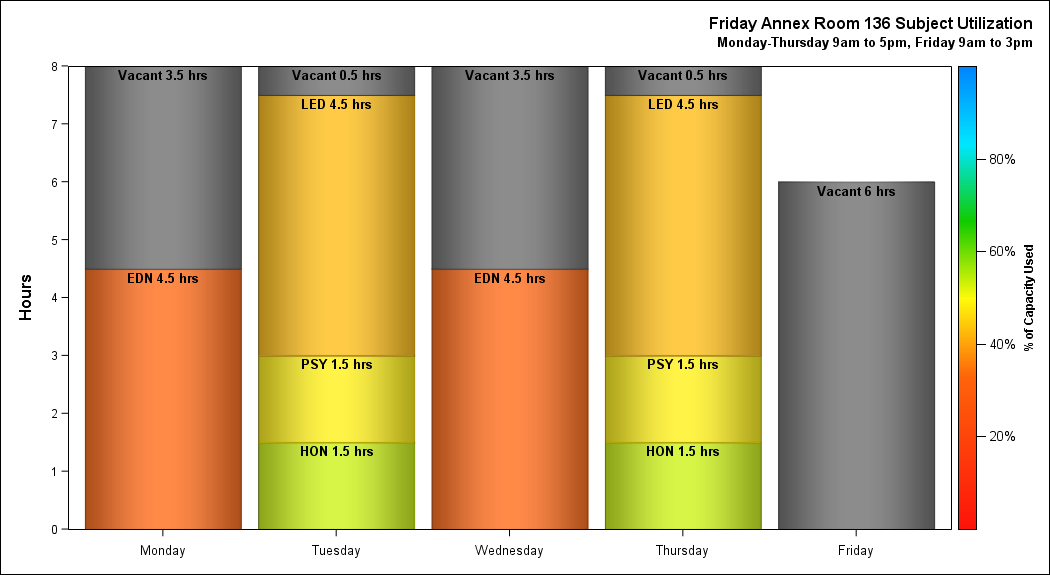 Friday Annex Room 136 Subject Utilization
Monday-Thursday 9am to 5pm, Friday 9am to 3pm
Hours
8
7
6
5
4
3
2
1
0
Vacant 3.5 hrs
EDN 4.5 hrs
Vacant 0.5 hrs
LED 4.5 hrs
PSY 1.5 hrs
HON 1.5 hrs
Vacant 3.5 hrs
EDN 4.5 hrs
Vacant 0.5 hrs
LED 4.5 hrs
PSY 1.5 hrs
HON 1.5 hrs
Vacant 6 hrs
Monday
Tuesday
Wednesday
Thursday
Friday
80%
60%
40%
20%
% of Capacity Used